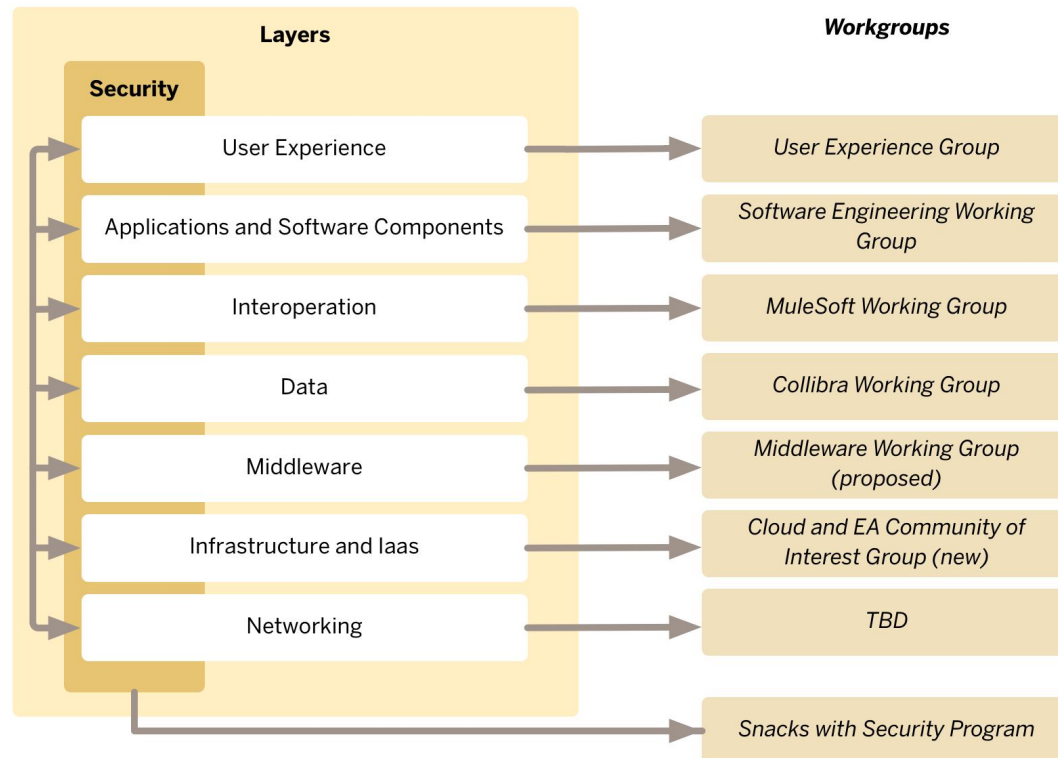 Layers
Workgroups
Security
User Experience
User Experience Group
Applications and Software Components
Software Engineering Working
Group
Interoperation
MuleSoft Working Group
Data
Collibra Working Group
Middleware
Middleware Working Group
(proposed)
Infrastructure and Iaas
Cloud and EA Community of
Interest Group (new)
Networking
TBD
Snacks with Security Program